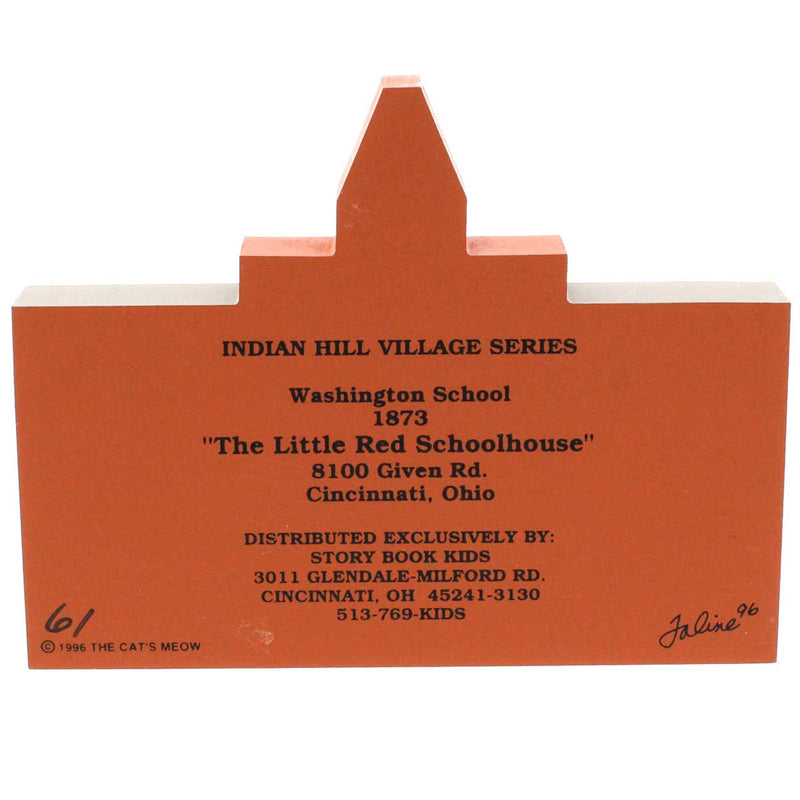 INDIAN HILL VILLAGE SERIES
Washington School
1873
"The Little Red Schoolhouse"
8100 Given Rd.
Cincinnati, Ohio
DISTRIBUTED EXCLUSIVELY BY:
STORY BOOK KIDS
3011 GLENDALE-MILFORD RD.
CINCINNATI, OH 45241-3130
513-769-KIDS
61
© 1996 THE CAT'S MEOW
Faline 96